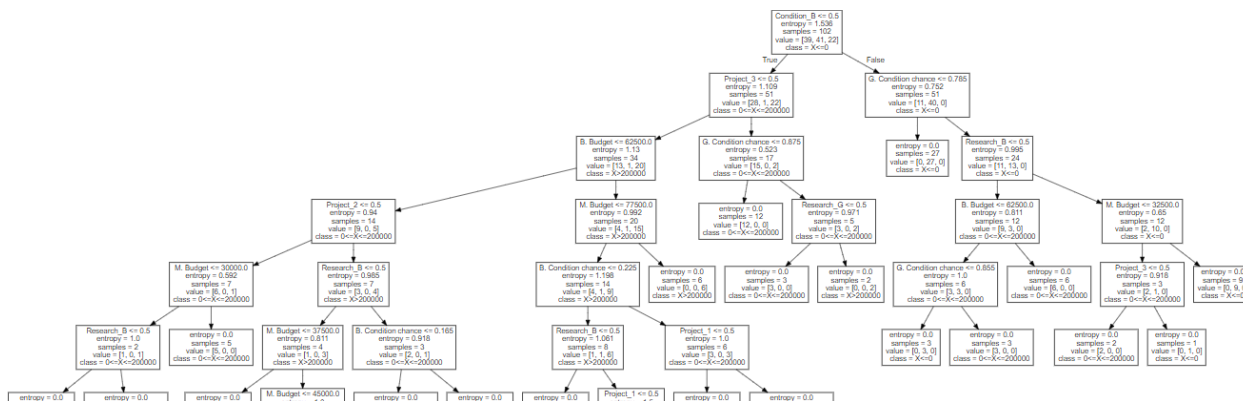 Condition_B <= 0.5
entropy = 1.536
samples = 102
value = [39, 41, 22]
class = X<=0
True
False
Project_3 <= 0.5
entropy = 1.109
samples = 51
value = [28, 1, 22]
class = 0<=X<=200000
G. Condition chance <= 0.785
entropy = 0.752
samples = 51
value = [11, 40, 0]
class = X<=0
B. Budget <= 62500.0
entropy = 1.13
samples = 34
value = [13, 1, 20]
class = X>200000
G. Condition chance <= 0.875
entropy = 0.523
samples = 17
value = [15, 0, 2]
class = 0<=X<=200000
entropy = 0.0
samples = 27
value = [0, 27, 0]
class = X<=0
Research_B <= 0.5
entropy = 0.995
samples = 24
value = [11, 13, 0]
class = X<=0
Project_2 <= 0.5
entropy = 0.94
samples = 14
value = [9, 0, 5]
class = 0<=X<=200000
M. Budget <= 77500.0
entropy = 0.992
samples = 20
value = [4, 1, 15]
class = X>200000
entropy = 0.0
samples = 12
value = [12, 0, 0]
class = 0<=X<=200000
Research_G <= 0.5
entropy = 0.971
samples = 5
value = [3, 0, 2]
class = 0<=X<=200000
B. Budget <= 62500.0
entropy = 0.811
samples = 12
value = [9, 3, 0]
class = 0<=X<=200000
M. Budget <= 32500.0
entropy = 0.65
samples = 12
value = [2, 10, 0]
class = X<=0
M. Budget <= 30000.0
entropy = 0.592
samples = 7
value = [6, 0, 1]
class = 0<=X<=200000
Research_B <= 0.5
entropy = 0.985
samples = 7
value = [3, 0, 4]
class = X>200000
B. Condition chance <= 0.225
entropy = 1.198
samples = 14
value = [4, 1, 9]
class = X>200000
entropy = 0.0
samples = 6
value = [0, 0, 6]
class = X>200000
entropy = 0.0
samples = 3
value = [3, 0, 0]
class = 0<=X<=200000
entropy = 0.0
samples = 2
value = [0, 0, 2]
class = X>200000
G. Condition chance <= 0.855
entropy = 1.0
samples = 6
value = [3, 3, 0]
class = 0<=X<=200000
entropy = 0.0
samples = 6
value = [6, 0, 0]
class = 0<=X<=200000
Project_3 <= 0.5
entropy = 0.918
samples = 3
value = [2, 1, 0]
class = 0<=X<=200000
entropy = 0.0
samples = 9
value = [0, 9,
class = X<=0
Research_B <= 0.5
entropy = 1.0
samples = 2
value = [1, 0, 1]
class = 0<=X<=200000
entropy = 0.0
samples = 5
value = [5, 0, 0]
class = 0<=X<=200000
M. Budget <= 37500.0
entropy = 0.811
samples = 4
value = [1, 0, 3]
class = X>200000
B. Condition chance <= 0.165
entropy = 0.918
samples = 3
value = [2, 0, 1]
class = 0<=X<=200000
Research_B <= 0.5
entropy = 1.061
samples = 8
value = [1, 1, 6]
class = X>200000
Project_1 <= 0.5
entropy = 1.0
samples = 6
value = [3, 0, 3]
class = 0<=X<=200000
entropy = 0.0
samples = 3
value = [0, 3, 0]
class = X<=0
entropy = 0.0
samples = 3
value = [3, 0, 0]
class = 0<=X<=200000
entropy = 0.0
samples = 2
value = [2, 0, 0]
class = 0<=X<=200000
entropy = 0.0
samples = 1
value = [0, 1, 0]
class = X<=0
entropy = 0.0
entropy = 0.0
entropy = 0.0
M. Budget <= 45000.0
entropy = 0.0
entropy = 0.0
entropy = 0.0
Project_1 <= 0.5
entropy = 0.0
entropy = 0.0